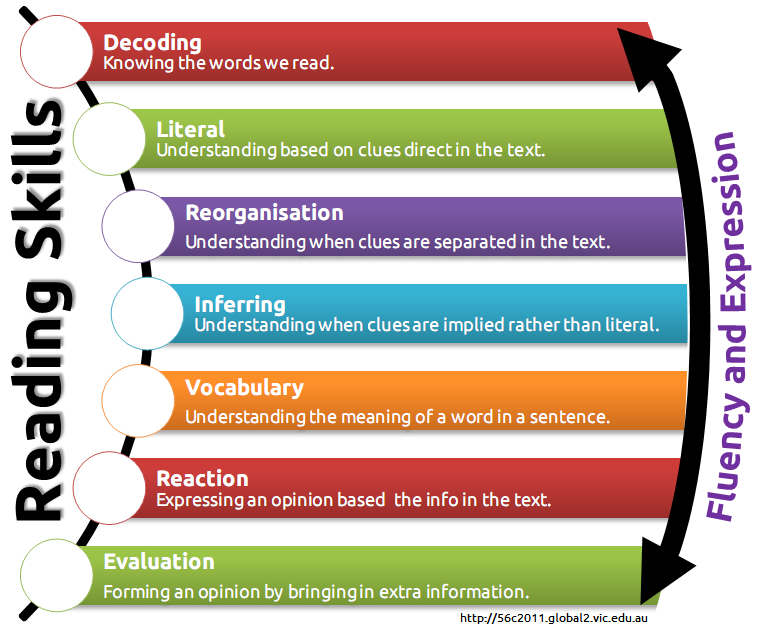 Reading Skills
Decoding
Knowing the words we read.
Literal
Understanding based on clues direct in the text.
Reorganisation
Understanding when clues are separated in the text.
Inferring
Understanding when clues are implied rather than literal.
Vocabulary
Understanding the meaning of a word in a sentence.
Reaction
Expressing an opinion based  the info in the text.
Evaluation
Forming an opinion by bringing in extra information.
Fluency and Expression
http://56c2011.global2.vic.edu.au